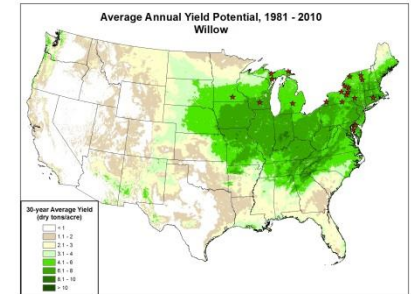 Average Annual Yield Potential, 1981 - 2010
Willow
30-year Average Yield
(dry tons/acre)
< 1
1.1 - 2
2.1 - 3
3.1 - 4
4.1 - 6
6.1 - 8
8.1 - 10
> 10